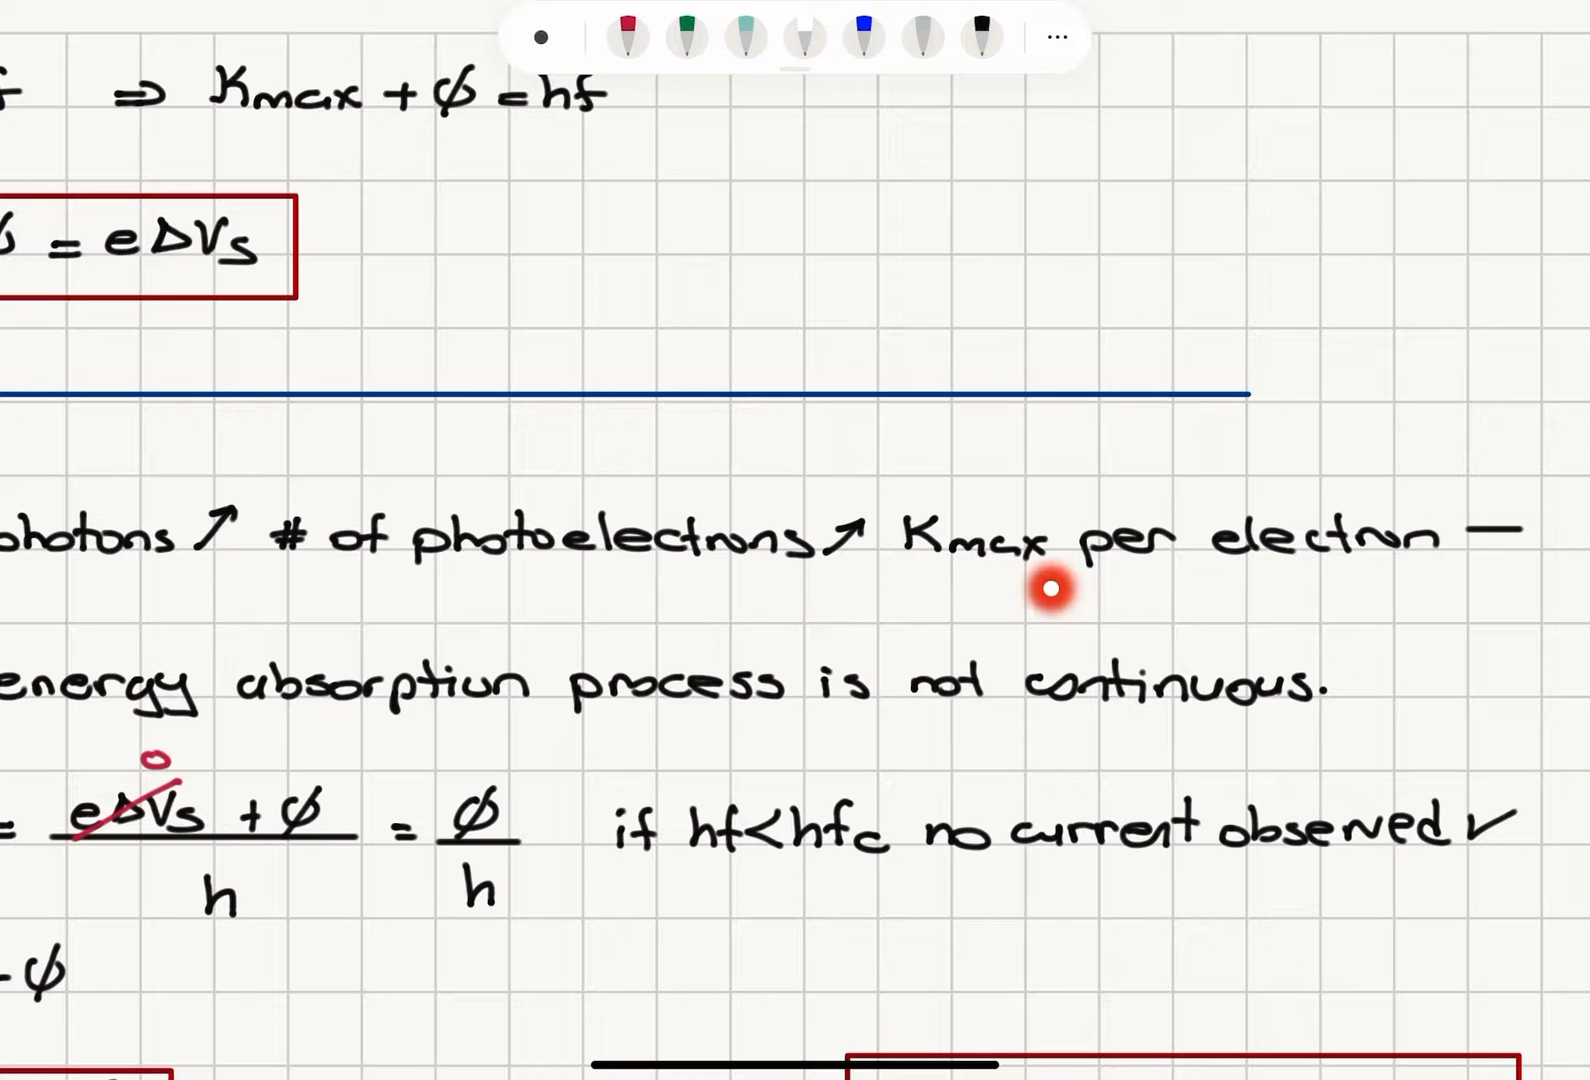 ⇒ Kmax + ϕ = hf
= eΔVs
photons ↗ # of photoelectrons ↗ Kmax per electron —
energy absorption process is not continuous.
0
= (eΔVs + ϕ) / h = ϕ / h if hf < hfc no current observed ✓
- ϕ